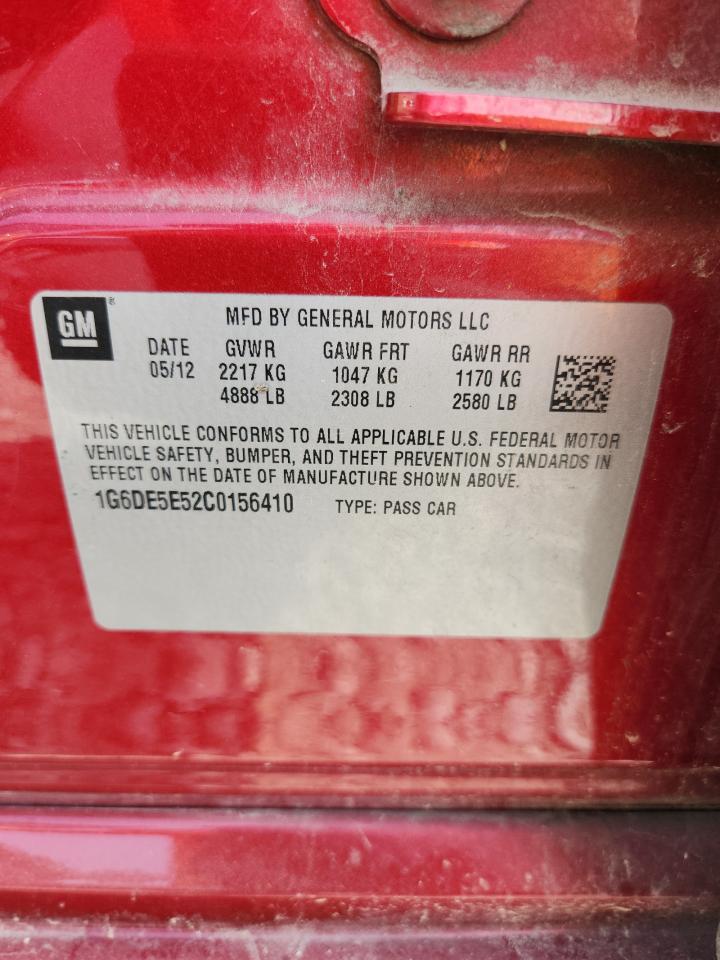 GM®
MFD BY GENERAL MOTORS LLC
DATE GVWR GAWR FRT GAWR RR
05/12 2217 KG 1047 KG 1170 KG
4888 LB 2308 LB 2580 LB
THIS VEHICLE CONFORMS TO ALL APPLICABLE U.S. FEDERAL MOTOR
VEHICLE SAFETY, BUMPER, AND THEFT PREVENTION STANDARDS IN
EFFECT ON THE DATE OF MANUFACTURE SHOWN ABOVE.
1G6DE5E52C0156410 TYPE: PASS CAR